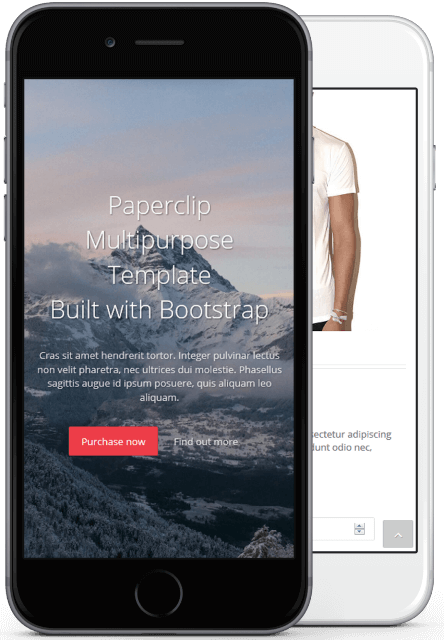 Paperclip
Multipurpose
Template
Built with Bootstrap
Cras sit amet hendrerit tortor. Integer pulvinar lectus
non velit pharetra, nec ultrices dui molestie. Phasellus
sagittis augue id ipsum posuere, quis aliquam leo
aliquam.
Purchase now
Find out more
sectetur adipiscing
dunt odio nec.